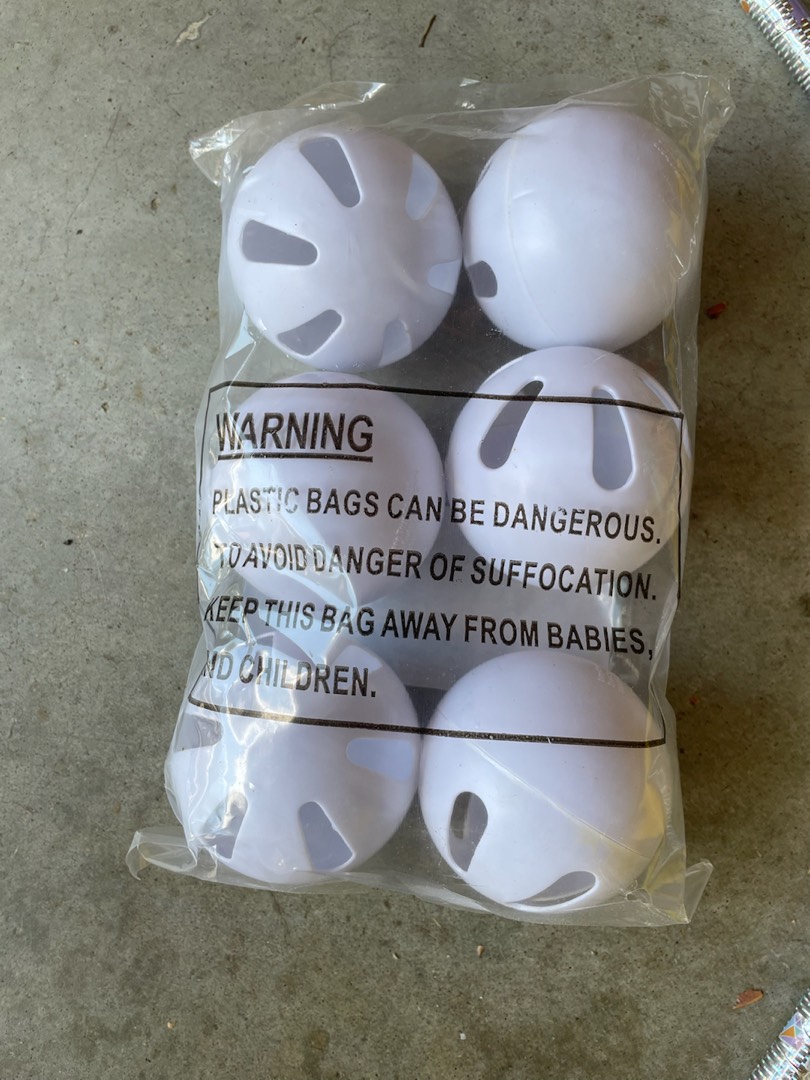 WARNING
PLASTIC BAGS CAN BE DANGEROUS.
TO AVOID DANGER OF SUFFOCATION.
KEEP THIS BAG AWAY FROM BABIES,
ND CHILDREN.